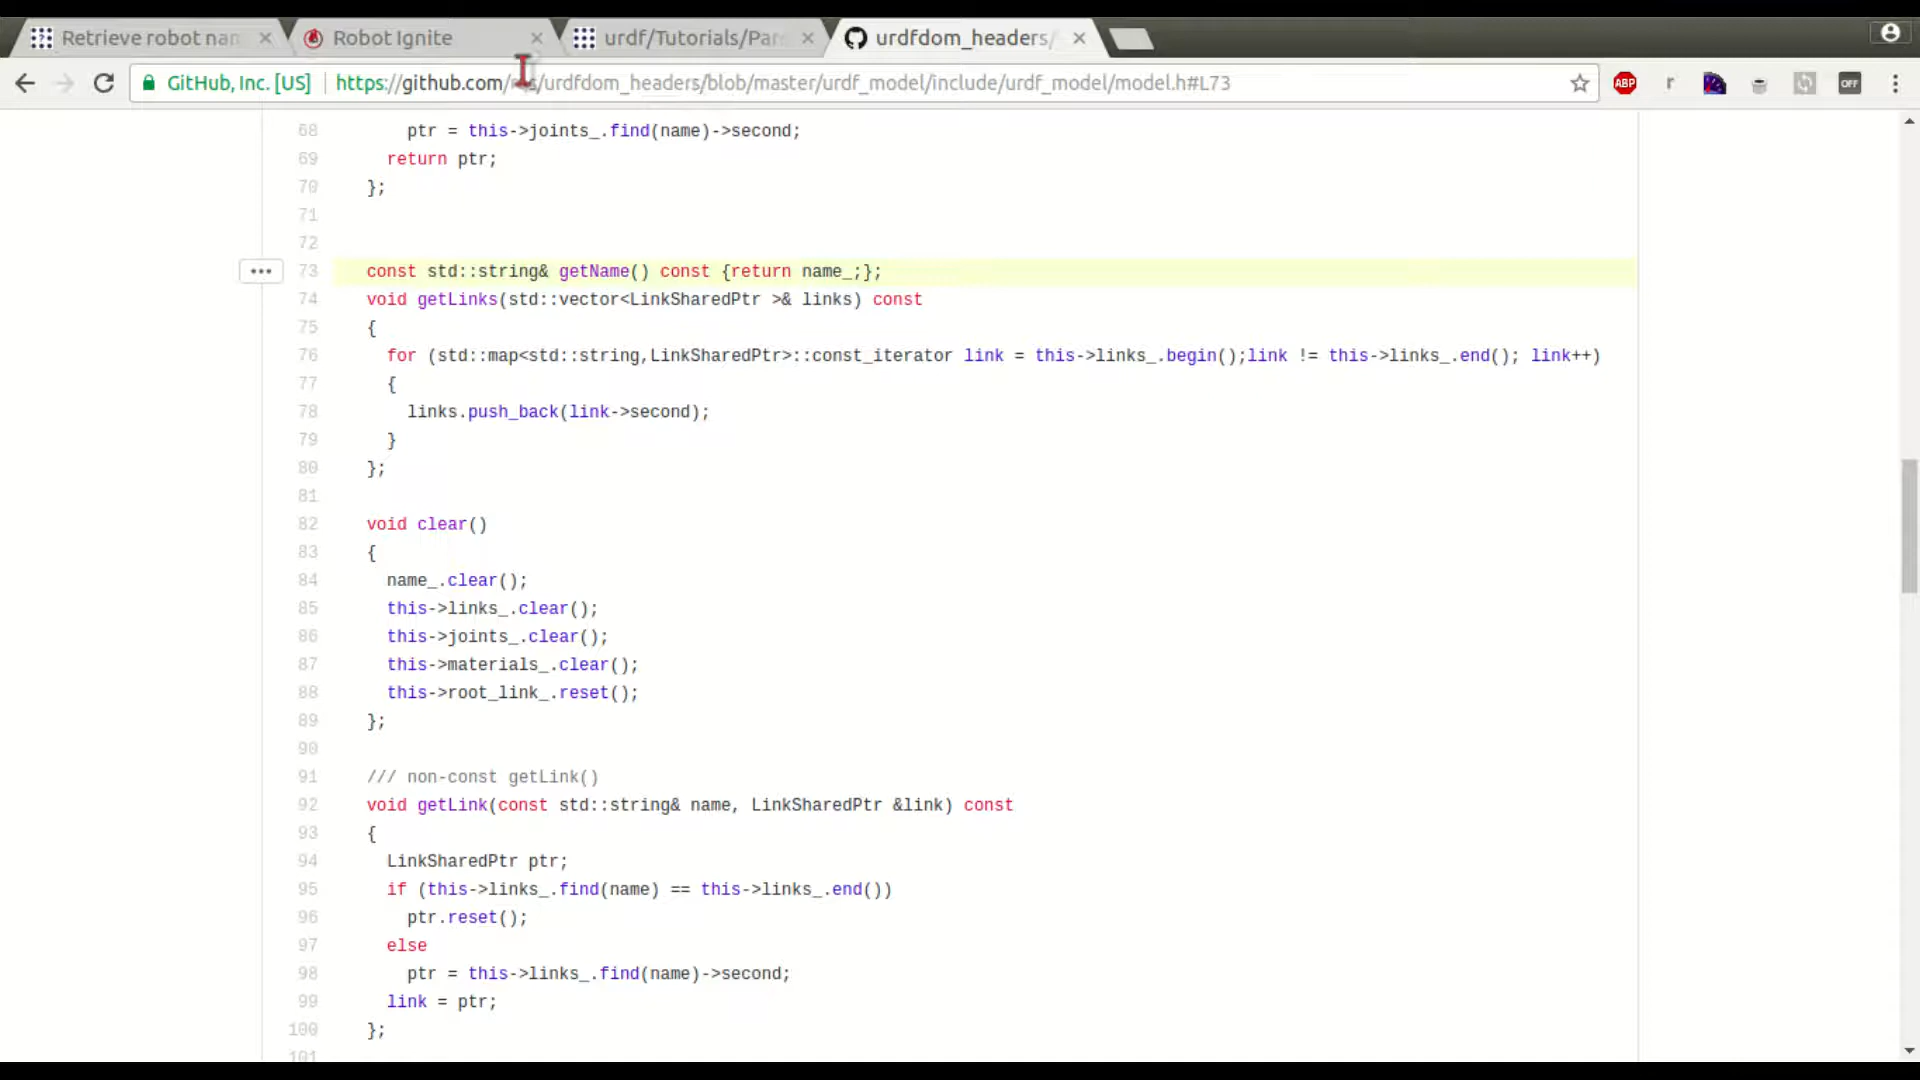 Retrieve robot nam
Robot Ignite
urdf/Tutorials/Par
urdfdom_headers/
GitHub, Inc. [US]
https://github.com/ros/urdfdom_headers/blob/master/urdf_model/include/urdf_model/model.h#L73
ABP
r
OFF
68 ptr = this->joints_.find(name)->second;
69 return ptr;
70 };
71
72
73 const std::string& getName() const {return name_;};
74 void getLinks(std::vector<LinkSharedPtr >& links) const
75 {
76 for (std::map<std::string,LinkSharedPtr>::const_iterator link = this->links_.begin();link != this->links_.end(); link++)
77 {
78 links.push_back(link->second);
79 }
80 };
81
82 void clear()
83 {
84 name_.clear();
85 this->links_.clear();
86 this->joints_.clear();
87 this->materials_.clear();
88 this->root_link_.reset();
89 };
90
91 /// non-const getLink()
92 void getLink(const std::string& name, LinkSharedPtr &link) const
93 {
94 LinkSharedPtr ptr;
95 if (this->links_.find(name) == this->links_.end())
96 ptr.reset();
97 else
98 ptr = this->links_.find(name)->second;
99 link = ptr;
100 };
101